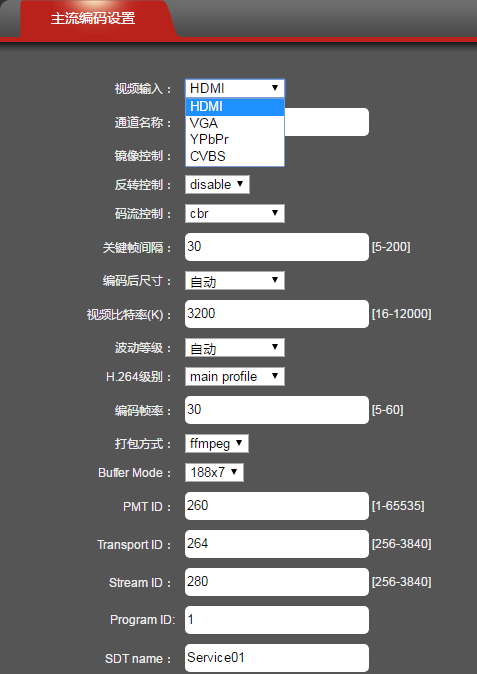 主流编码设置
视频输入： HDMI
HDMI
通道名称： VGA
YPbPr
镜像控制： CVBS
反转控制： disable
码流控制： cbr
关键帧间隔： 30 [5-200]
编码后尺寸： 自动
视频比特率(K)： 3200 [16-12000]
波动等级： 自动
H.264级别： main profile
编码帧率： 30 [5-60]
打包方式： ffmpeg
Buffer Mode： 188x7
PMT ID： 260 [1-65535]
Transport ID： 264 [256-3840]
Stream ID： 280 [256-3840]
Program ID: 1
SDT name： Service01